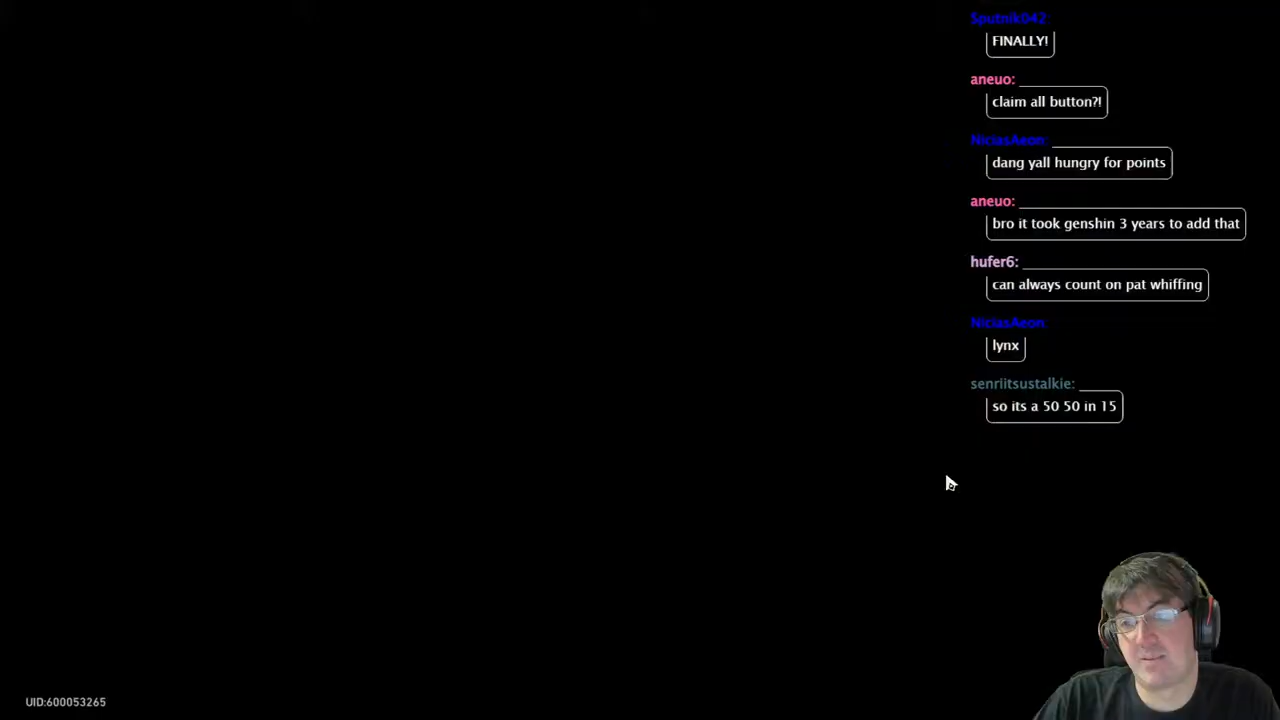 Sputnik042:
FINALLY!
aneuo:
claim all button?!
NiciasAeon:
dang yall hungry for points
aneuo:
bro it took genshin 3 years to add that
hufer6:
can always count on pat whiffing
NiciasAeon:
lynx
senriitsustalkie:
so its a 50 50 in 15
UID:600053265